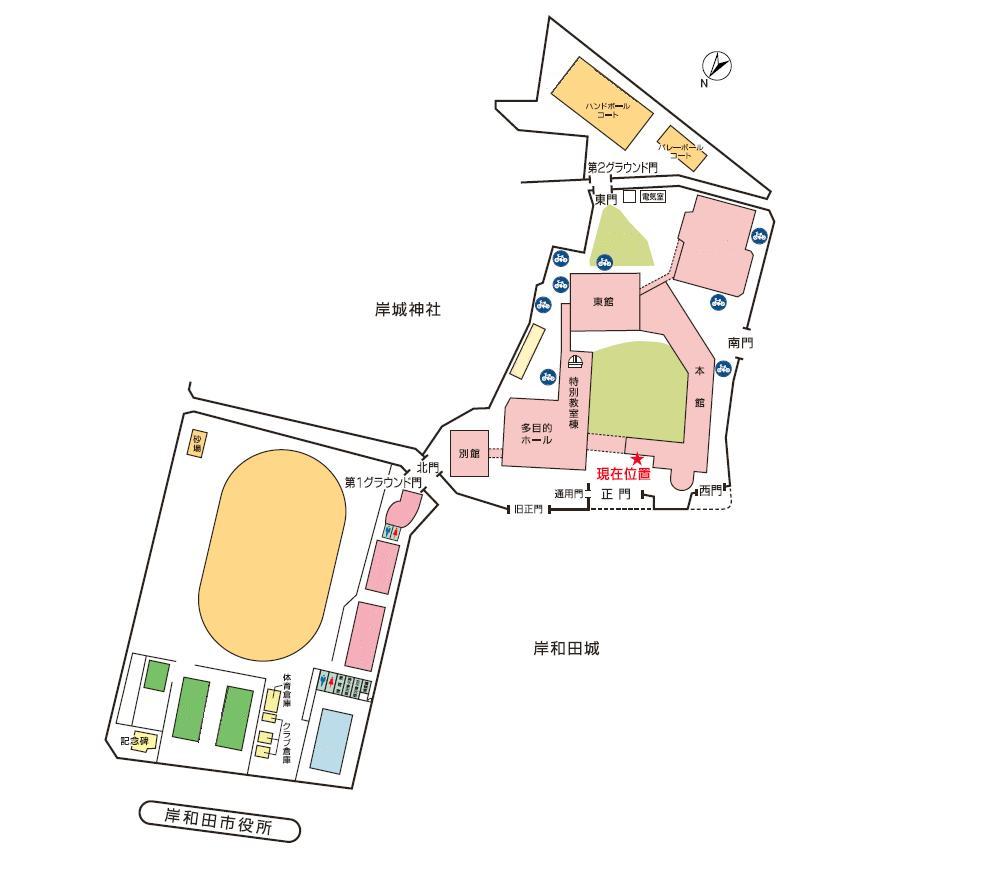 N
ハンドボール
コート
バレーボール
コート
第2グラウンド門
東門
電気室
岸城神社
東館
南門
本館
特別教室棟
多目的
ホール
別館
北門
第1グラウンド門
砂場
現在位置
通用門
正門
西門
旧正門
岸和田城
体育倉庫
クラブ倉庫
記念碑
岸和田市役所